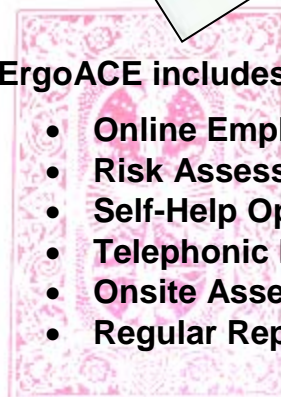 ErgoACE includes
• Online Empl
• Risk Assess
• Self-Help Op
• Telephonic
• Onsite Asse
• Regular Rep